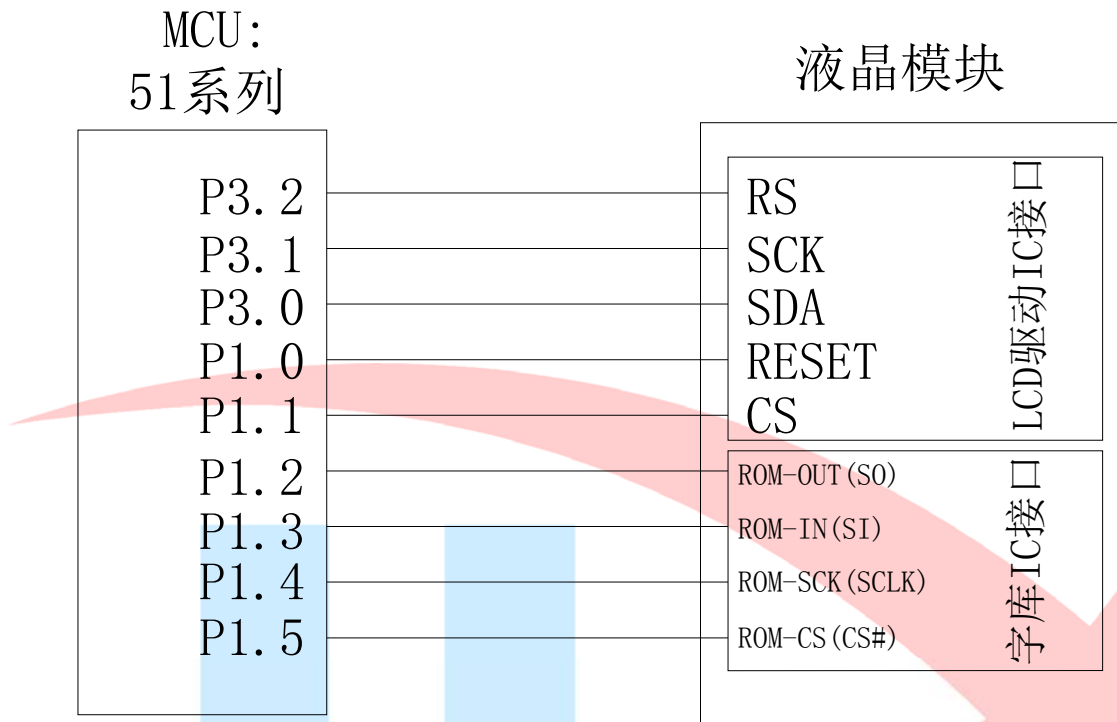 MCU:
51系列
液晶模块
P3.2
RS
P3.1
SCK
P3.0
SDA
P1.0
RESET
P1.1
CS
LCD驱动IC接口
P1.2
ROM-OUT(SO)
P1.3
ROM-IN(SI)
P1.4
ROM-SCK(SCLK)
P1.5
ROM-CS(CS#)
字库IC接口